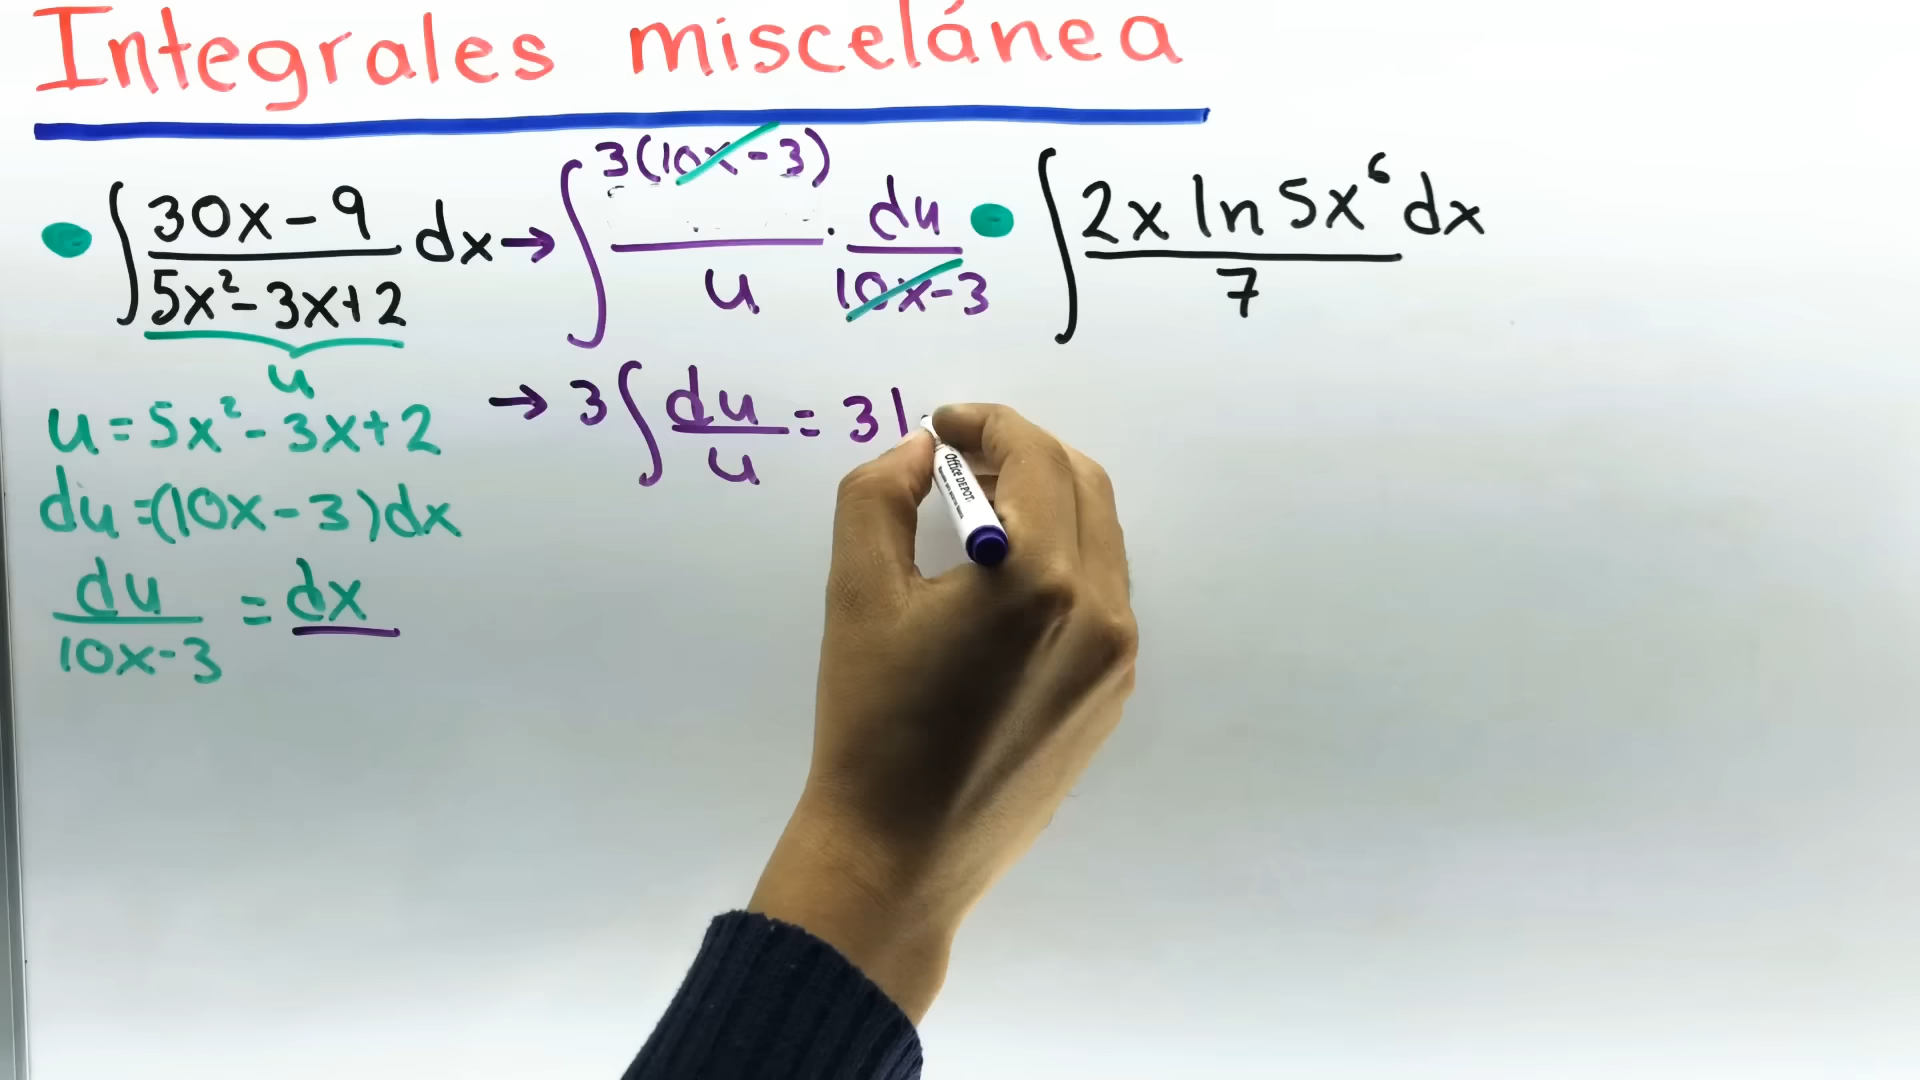 Integrales miscelánea
∫ 30x - 9 / 5x² - 3x + 2 dx → ∫ 3(10x - 3) / u · du / 10x - 3
u
u = 5x² - 3x + 2
du = (10x - 3) dx
du / 10x - 3 = dx
→ 3 ∫ du / u = 3 l
∫ 2x ln 5x⁶ / 7 dx
Office DEPOT